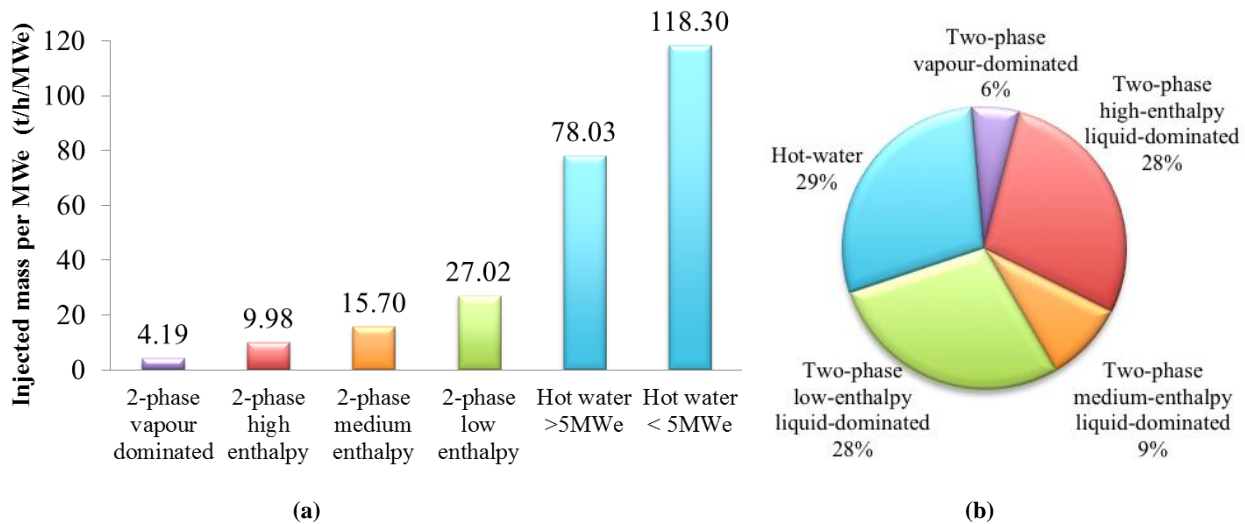 Injected mass per MWe (t/h/MWe)
120
100
80
60
40
20
0
4.19
9.98
15.70
27.02
78.03
118.30
2-phase
vapour
dominated
2-phase
high
enthalpy
2-phase
medium
enthalpy
2-phase
low
enthalpy
Hot water
>5MWe
Hot water
< 5MWe
(a)
Two-phase
vapour-dominated
6%
Two-phase
high-enthalpy
liquid-dominated
28%
Hot-water
29%
Two-phase
low-enthalpy
liquid-dominated
28%
Two-phase
medium-enthalpy
liquid-dominated
9%
(b)